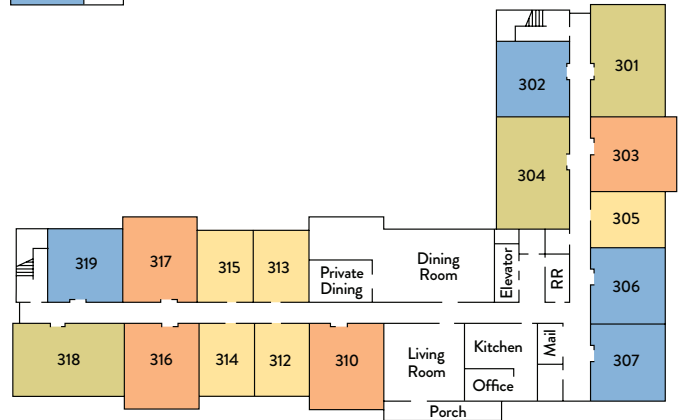 301
302
303
304
305
319
317
315
313
Private
Dining
Dining
Room
Elevator
RR
306
318
316
314
312
310
Living
Room
Kitchen
Office
Mail
307
Porch